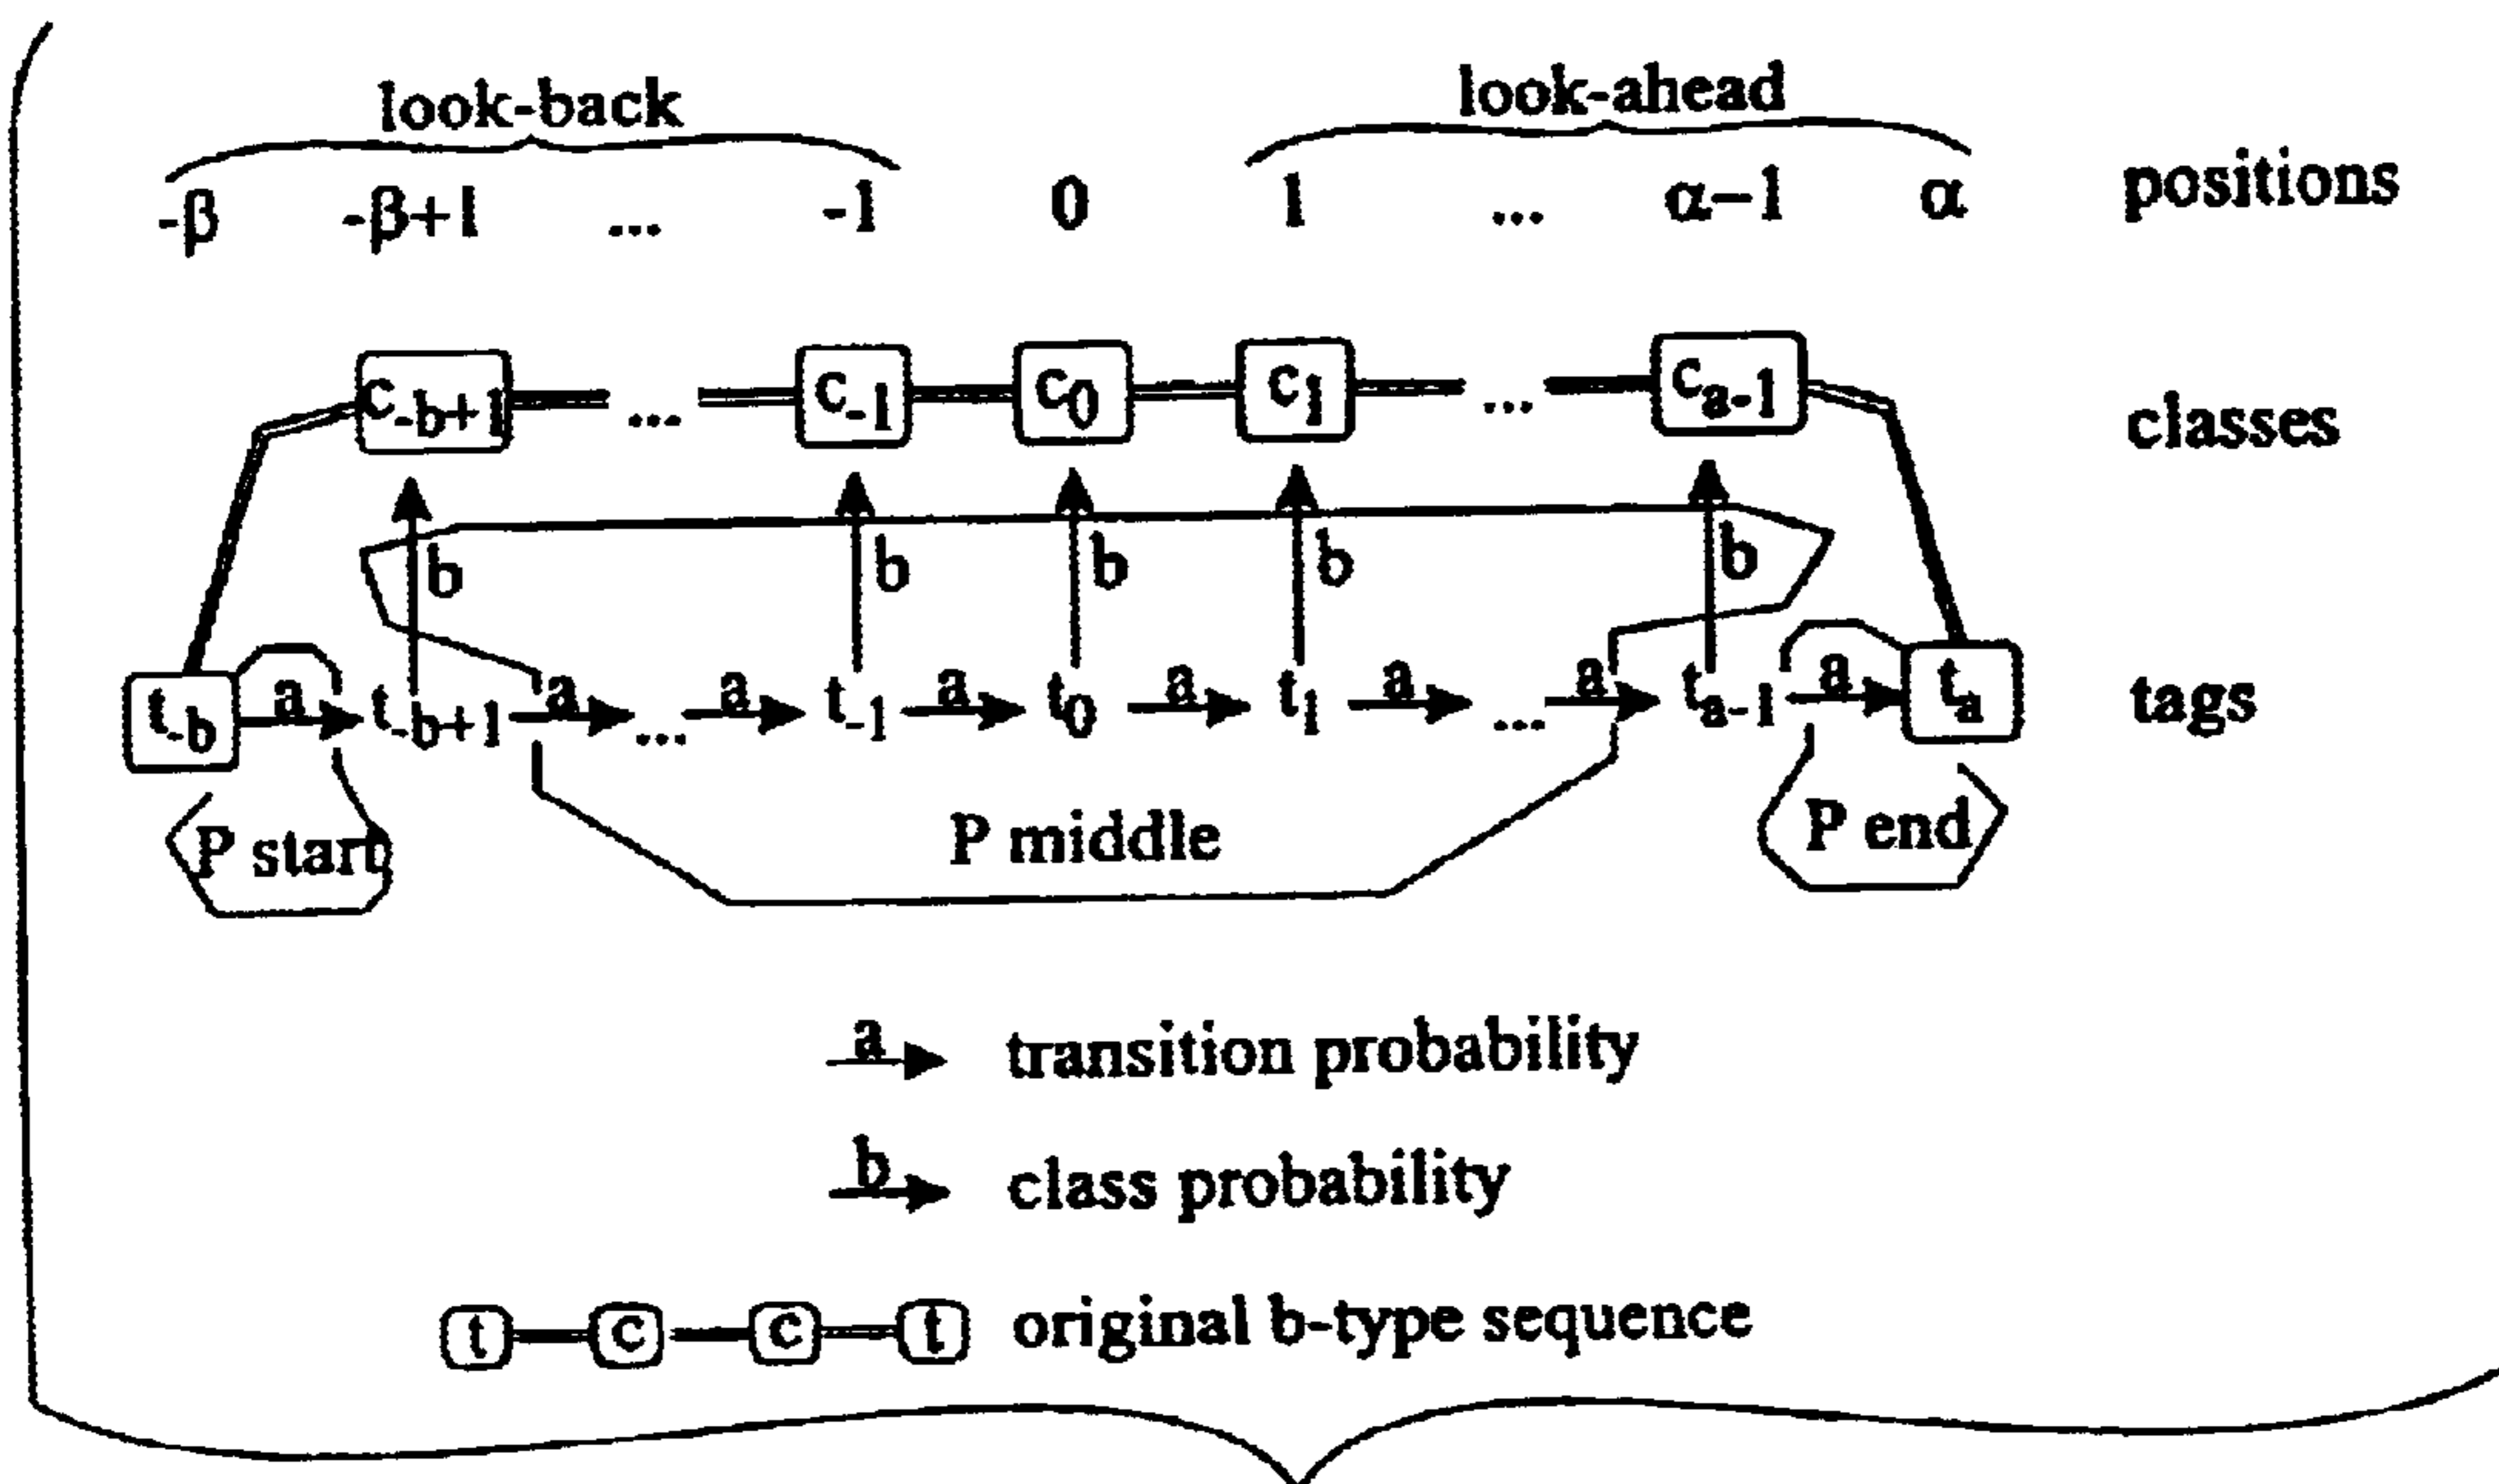 look-back look-ahead
-β -β+1 ... -1 0 1 ... α-1 α positions
c-b+1 ... c-1 c0 c1 ... ca-1 classes
b b b b b
t-b a t-b+1 a ... a t-1 a t0 a t1 a ... a ta-1 a ta tags
P start P middle P end
a transition probability
b class probability
t c c t original b-type sequence